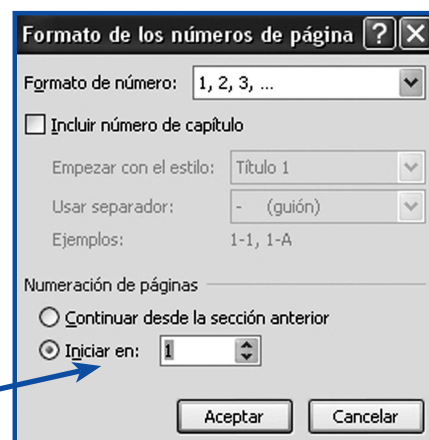 Formato de los números de página
Formato de número: 1, 2, 3, ...
Incluir número de capítulo
Empezar con el estilo: Título 1
Usar separador: - (guión)
Ejemplos: 1-1, 1-A
Numeración de páginas
Continuar desde la sección anterior
Iniciar en: 1
Aceptar Cancelar